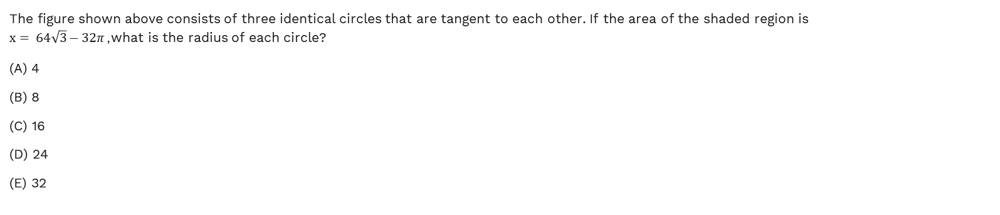 The figure shown above consists of three identical circles that are tangent to each other. If the area of the shaded region is
x = 64√3 – 32π ,what is the radius of each circle?
(A) 4
(B) 8
(C) 16
(D) 24
(E) 32